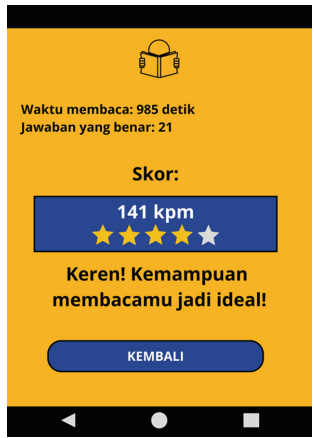 Waktu membaca: 985 detik
Jawaban yang benar: 21
Skor:
141 kpm
Keren! Kemampuan
membacamu jadi ideal!
KEMBALI